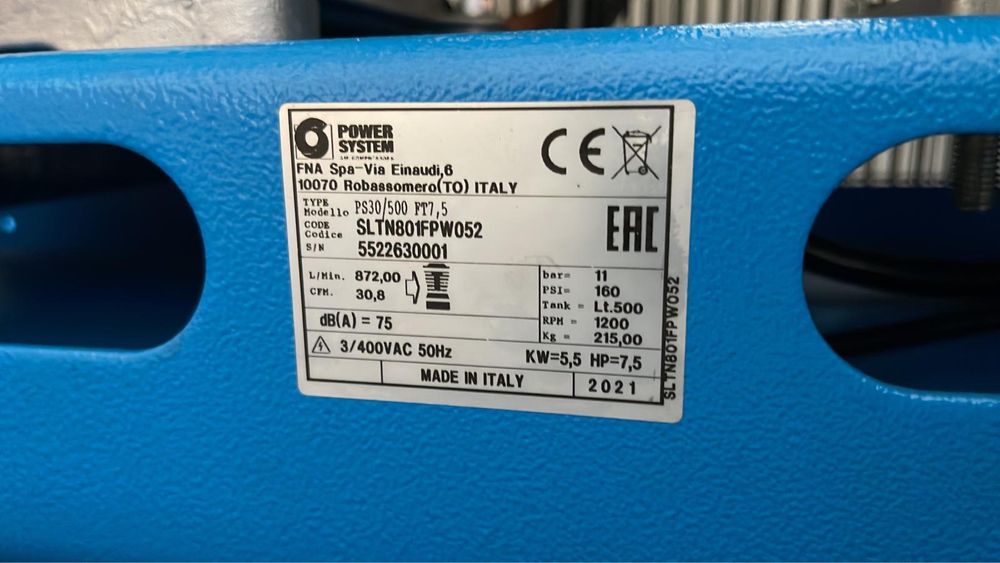 POWER
SYSTEM
CE
FNA Spa-Via Einaudi,6
10070 Robassomero(TO) ITALY
TYPE
Modello PS30/500 FT7,5
CODE
Codice SLTN801FPW052
S/N 5522630001
EAC
L/Min. 872,00
CFM. 30,8
bar= 11
PSI= 160
Tank = Lt.500
RPM = 1200
Kg = 215,00
dB(A) = 75
3/400VAC 50Hz
KW=5,5 HP=7,5
MADE IN ITALY
2021
SLTN801FPW052